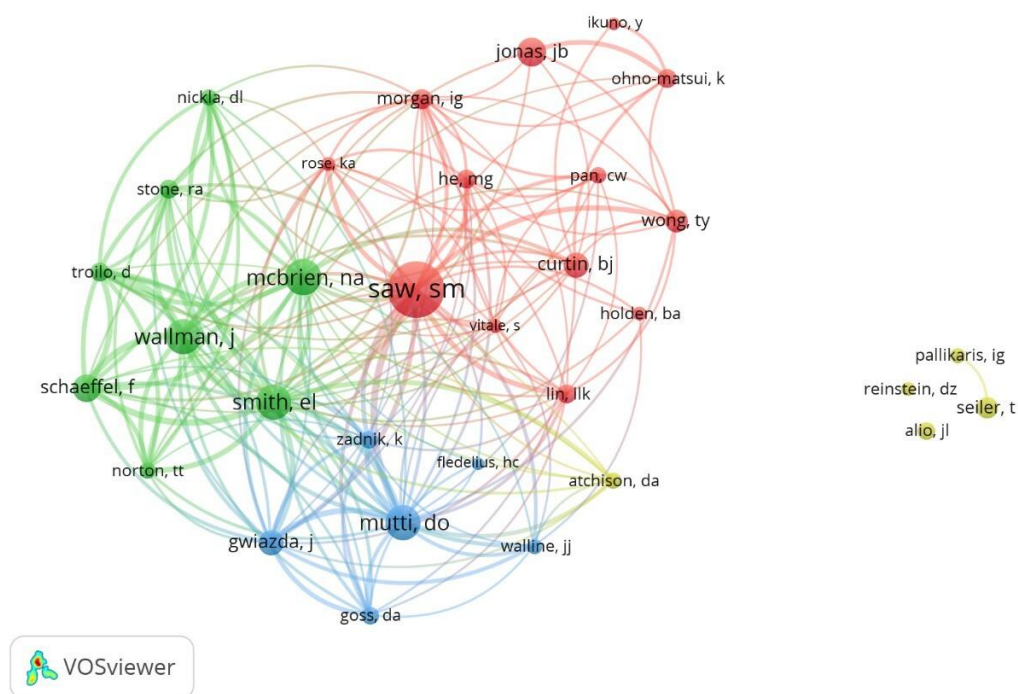 ikuno, y
jonas, jb
ohno-matsui, k
nickla, dl
morgan, ig
rose, ka
he, mg
pan, cw
stone, ra
wong, ty
troilo, d
mcbrien, na
curtin, bj
saw, sm
holden, ba
vitale, s
wallman, j
pallikaris, ig
schaeffel, f
reinstein, dz
smith, el
lin, llk
seiler, t
alio, jl
zadnik, k
norton, tt
fledelius, hc
atchison, da
mutti, do
gwiazda, j
walline, jj
goss, da
VOSviewer